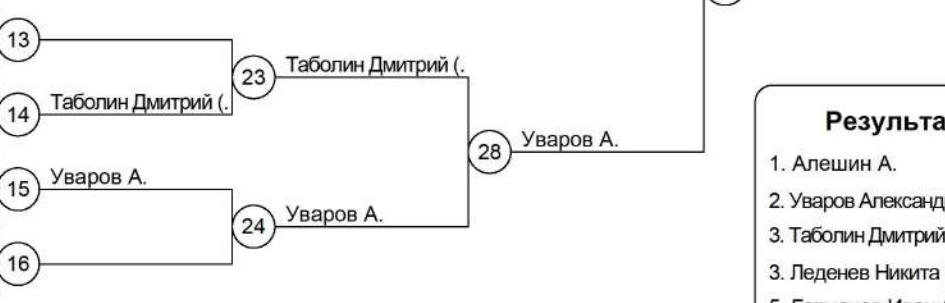 13
Таболин Дмитрий (.
23
Таболин Дмитрий (.
14
Уваров А.
28
Уваров А.
15
Уваров А.
24
16
Результа
1. Алешин А.
2. Уваров Александ
3. Таболин Дмитрий
3. Леденев Никита